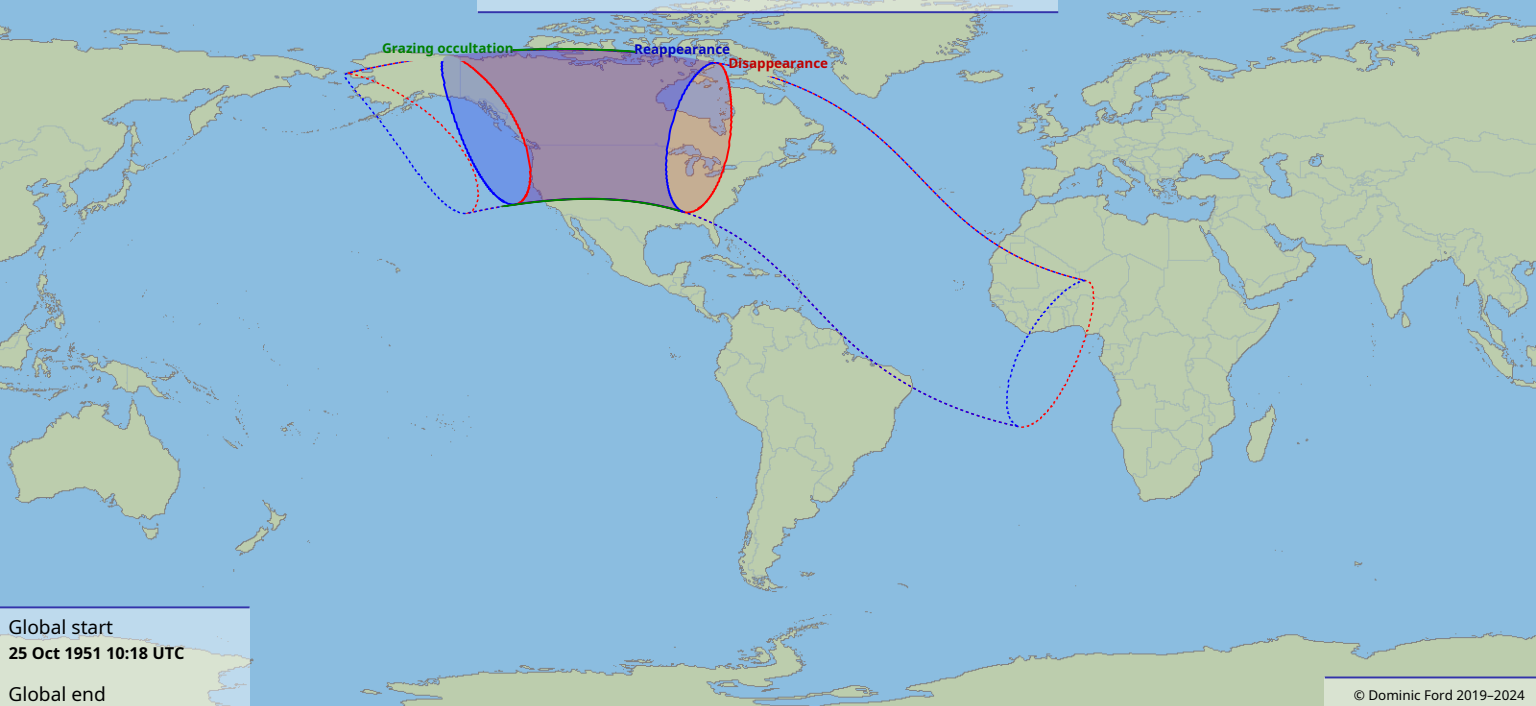 Grazing occultation
Reappearance
Disappearance
Global start
25 Oct 1951 10:18 UTC
Global end
© Dominic Ford 2019–2024